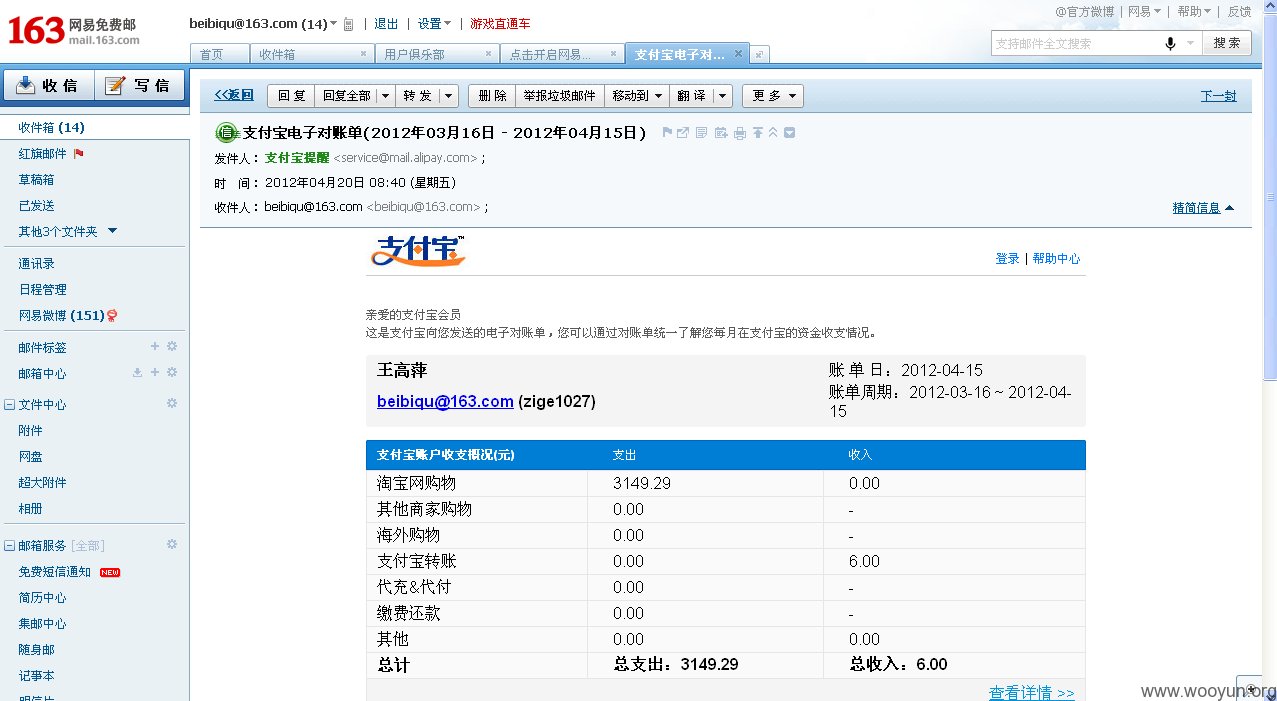 163 网易免费邮
mail.163.com
beibiqu@163.com (14) | 退出 | 设置 | 游戏直通车
@官方微博 | 网易 | 帮助 | 反馈
首页 收件箱 × 用户俱乐部 × 点击开启网易... × 支付宝电子对... ×
支持邮件全文搜索 搜 索
收 信 写 信
<<返回 回 复 回复全部 转 发 删 除 举报垃圾邮件 移动到 翻 译 更 多 下一封
收件箱 (14)
红旗邮件
草稿箱
已发送
其他3个文件夹
通讯录
日程管理
网易微博 (151)
邮件标签
邮箱中心
文件中心
附件
网盘
超大附件
相册
邮箱服务 [全部]
免费短信通知 NEW
简历中心
集邮中心
随身邮
记事本
明信片
信 支付宝电子对账单(2012年03月16日 - 2012年04月15日)
发件人： 支付宝提醒 <service@mail.alipay.com> ;
时 间： 2012年04月20日 08:40 (星期五)
收件人： beibiqu@163.com <beibiqu@163.com> ;
精简信息
支付宝™
登录 | 帮助中心
亲爱的支付宝会员
这是支付宝向您发送的电子对账单，您可以通过对账单统一了解您每月在支付宝的资金收支情况。
王高萍
beibiqu@163.com (zige1027)
账 单 日：2012-04-15
账单周期：2012-03-16 ~ 2012-04-
15
支付宝账户收支概况(元) 支出 收入
淘宝网购物 3149.29 0.00
其他商家购物 0.00 -
海外购物 0.00 -
支付宝转账 0.00 6.00
代充&代付 0.00 -
缴费还款 0.00 -
其他 0.00 0.00
总计 总支出：3149.29 总收入：6.00
查看详情 >>
www.wooyun.org